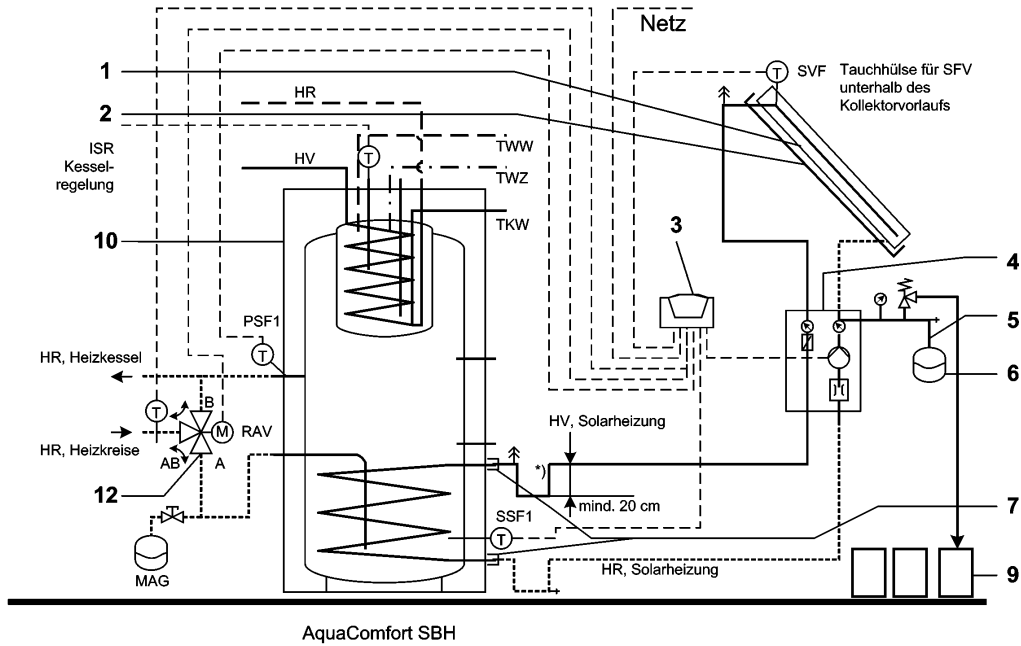 Netz
1
T
SVF
Tauchhülse für SFV
unterhalb des
Kollektorvorlaufs
HR
2
ISR
Kessel-
regelung
T
TWW
HV
TWZ
TKW
10
3
4
PSF1
T
5
HR, Heizkessel
6
T
B
M
RAV
HR, Heizkreise
AB
A
HV, Solarheizung
*)
12
mind. 20 cm
7
SSF1
T
MAG
HR, Solarheizung
9
AquaComfort SBH